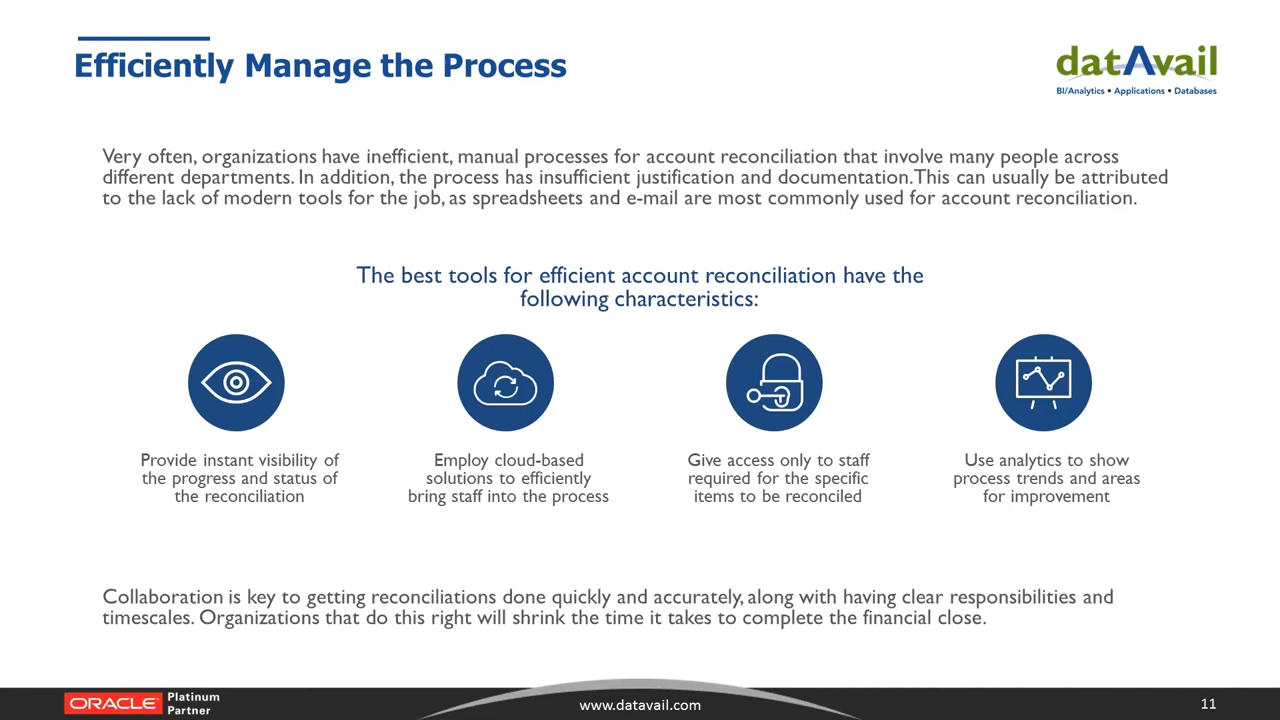 Efficiently Manage the Process
datAvail
BI/Analytics • Applications • Databases
Very often, organizations have inefficient, manual processes for account reconciliation that involve many people across
different departments. In addition, the process has insufficient justification and documentation. This can usually be attributed
to the lack of modern tools for the job, as spreadsheets and e-mail are most commonly used for account reconciliation.
The best tools for efficient account reconciliation have the
following characteristics:
Provide instant visibility of
the progress and status of
the reconciliation
Employ cloud-based
solutions to efficiently
bring staff into the process
Give access only to staff
required for the specific
items to be reconciled
Use analytics to show
process trends and areas
for improvement
Collaboration is key to getting reconciliations done quickly and accurately, along with having clear responsibilities and
timescales. Organizations that do this right will shrink the time it takes to complete the financial close.
ORACLE
Platinum
Partner
www.datavail.com
11